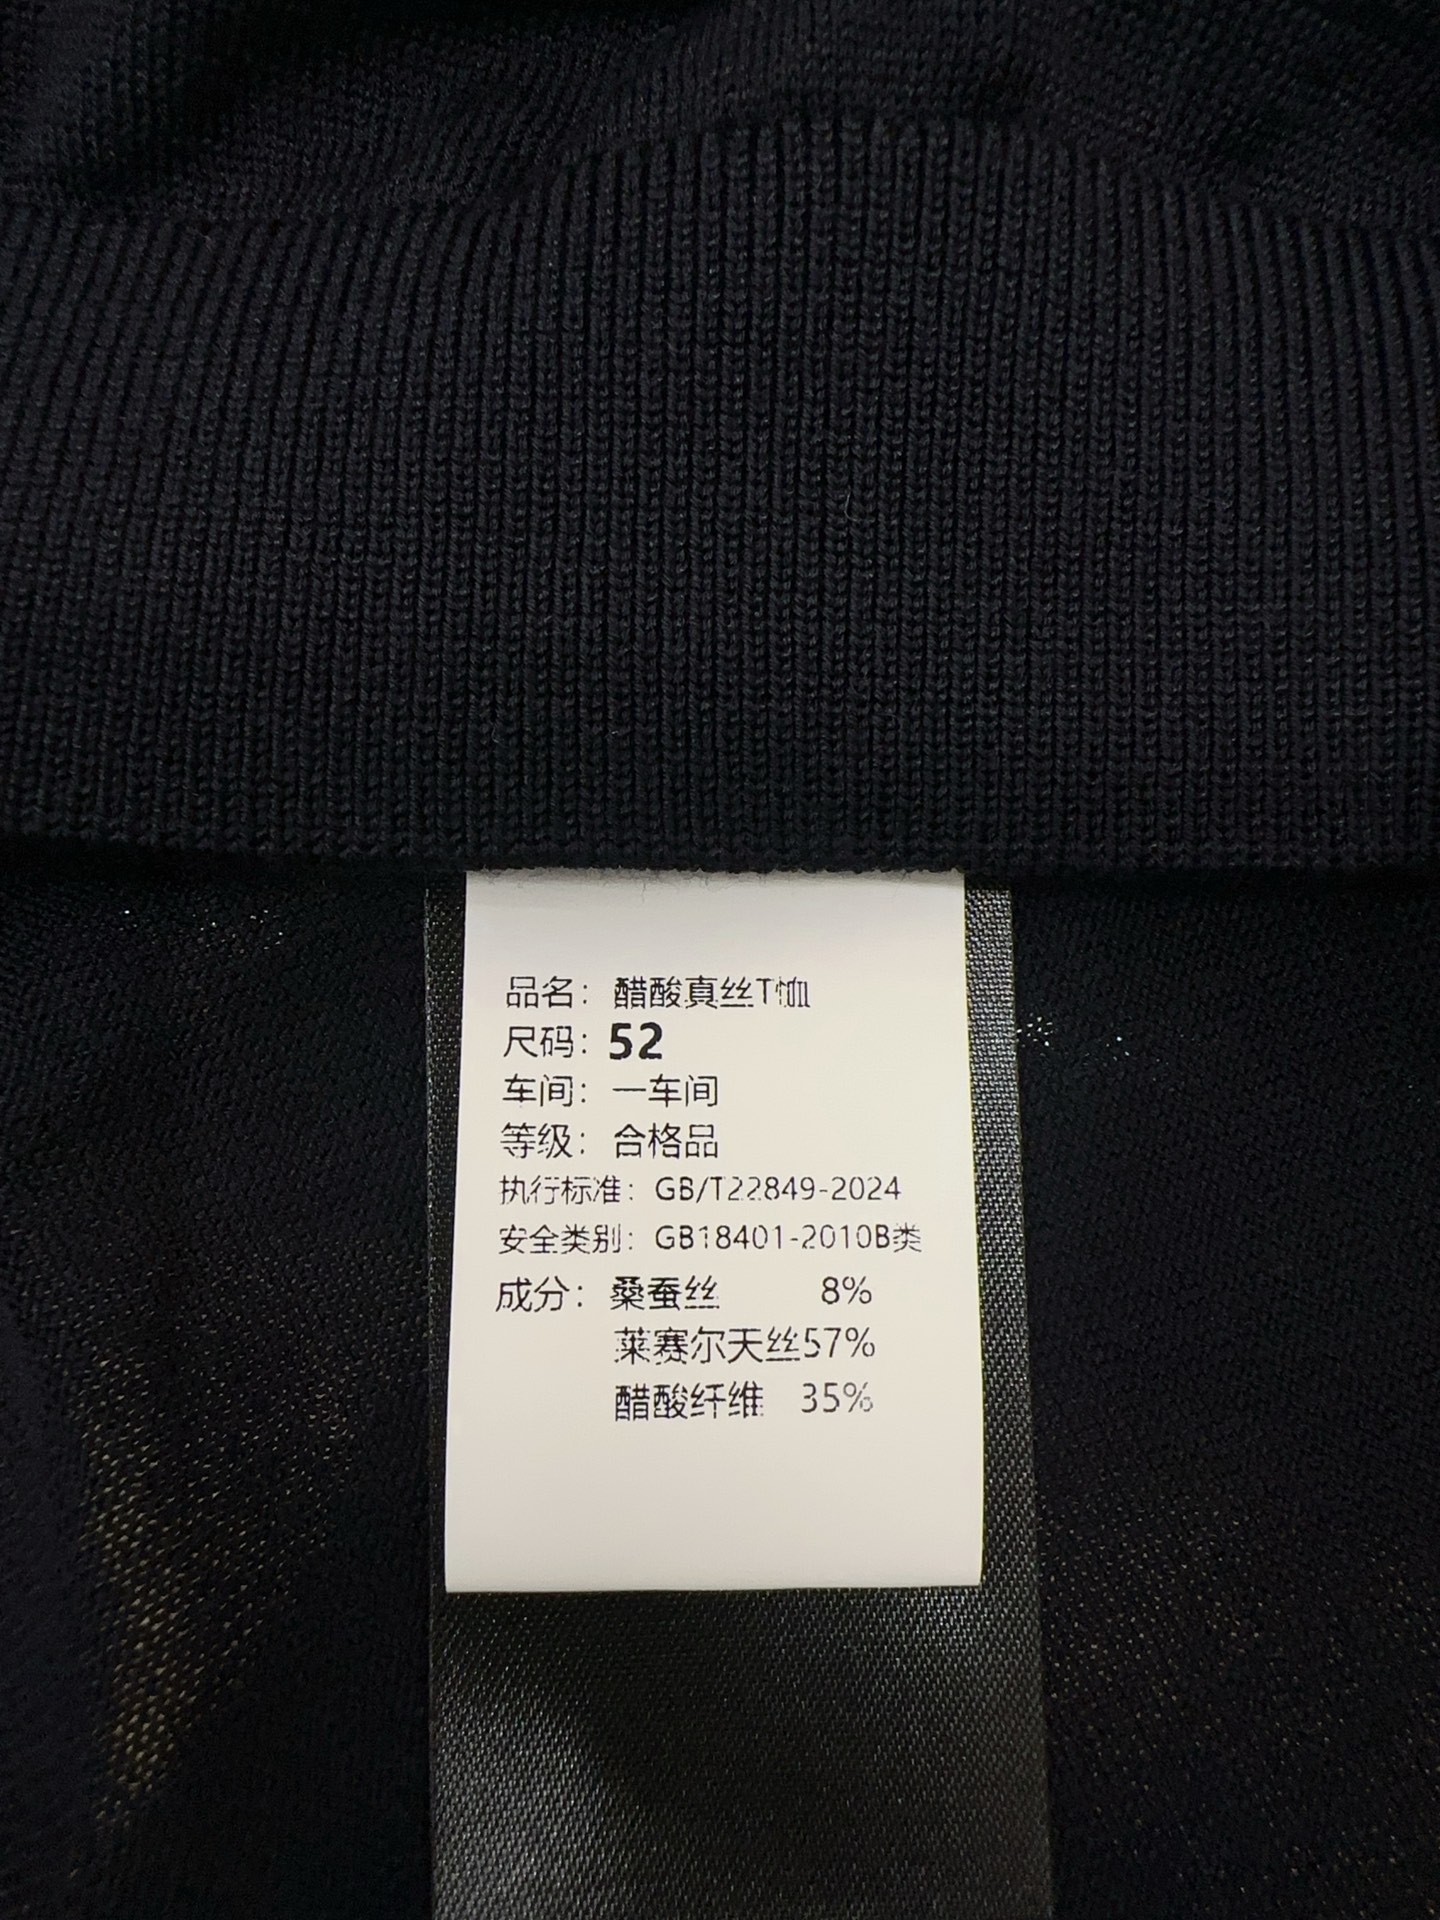 品名：醋酸真丝T恤
尺码：52
车间：一车间
等级：合格品
执行标准：GB/T22849-2024
安全类别：GB18401-2010B类
成分：桑蚕丝 8%
莱赛尔天丝57%
醋酸纤维 35%